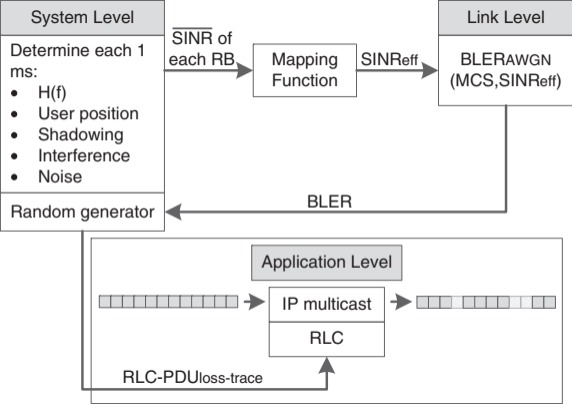 System Level
Determine each 1
ms:
• H(f)
• User position
• Shadowing
• Interference
• Noise
Random generator
SINR of
each RB
Mapping
Function
SINReff
Link Level
BLERAWGN
(MCS,SINReff)
BLER
Application Level
IP multicast
RLC
RLC-PDUloss-trace